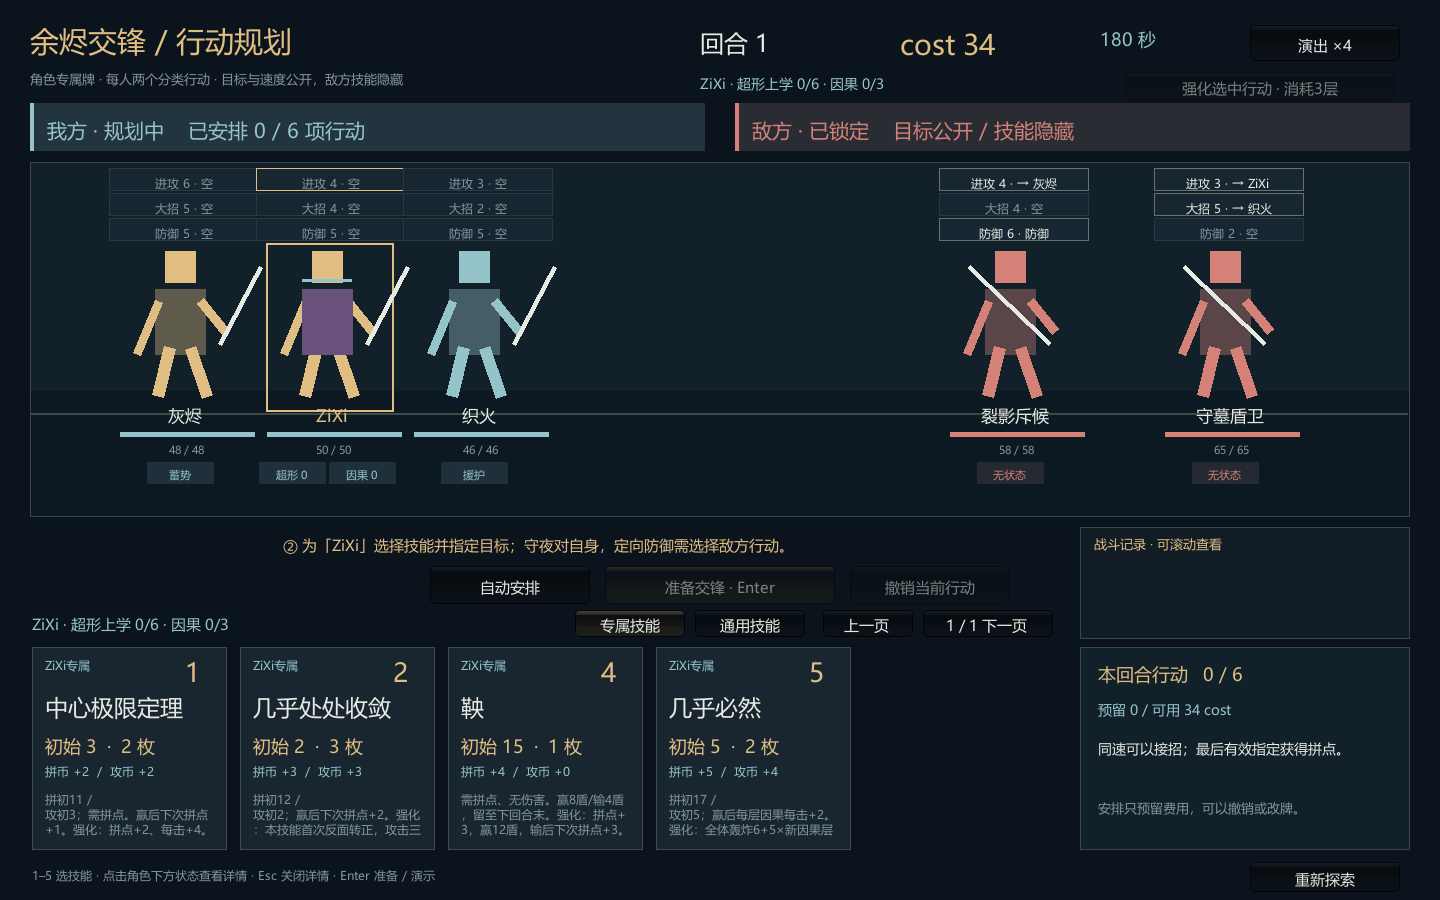 余烬交锋 / 行动规划
角色专属牌 · 每人两个分类行动 · 目标与速度公开，敌方技能隐藏
回合 1
cost 34
180 秒
演出 ×4
ZiXi · 超形上学 0/6 · 因果 0/3
强化选中行动 · 消耗3层
我方 · 规划中 已安排 0 / 6 项行动
敌方 · 已锁定 目标公开 / 技能隐藏
进攻 6 · 空
进攻 4 · 空
进攻 3 · 空
进攻 4 · → 灰烬
进攻 3 · → ZiXi
大招 5 · 空
大招 4 · 空
大招 2 · 空
大招 4 · 空
大招 5 · → 织火
防御 5 · 空
防御 5 · 空
防御 5 · 空
防御 6 · 防御
防御 2 · 空
灰烬
ZiXi
织火
裂影斥候
守墓盾卫
48 / 48
50 / 50
46 / 46
58 / 58
65 / 65
蓄势
超形 0
因果 0
援护
无状态
无状态
② 为「ZiXi」选择技能并指定目标；守夜对自身，定向防御需选择敌方行动。
战斗记录 · 可滚动查看
自动安排
准备交锋 · Enter
撤销当前行动
ZiXi · 超形上学 0/6 · 因果 0/3
专属技能
通用技能
上一页
1 / 1 下一页
ZiXi专属
1
中心极限定理
初始 3 · 2 枚
拼币 +2 / 攻币 +2
拼初11 /
攻初3；需拼点。赢后下次拼点
+1。强化：拼点+2、每击+4。
ZiXi专属
2
几乎处处收敛
初始 2 · 3 枚
拼币 +3 / 攻币 +3
拼初12 /
攻初2；赢后下次拼点+2。强化
：本技能首次反面转正，攻击三
ZiXi专属
4
鞅
初始 15 · 1 枚
拼币 +4 / 攻币 +0
需拼点、无伤害。赢8盾/输4盾
，留至下回合末。强化：拼点+
3，赢12盾，输后下次拼点+3。
ZiXi专属
5
几乎必然
初始 5 · 2 枚
拼币 +5 / 攻币 +4
拼初17 /
攻初5；赢后每层因果每击+2。
强化：全体轰炸6+5×新因果层
本回合行动 0 / 6
预留 0 / 可用 34 cost
同速可以接招；最后有效指定获得拼点。
安排只预留费用，可以撤销或改牌。
1–5 选技能 · 点击角色下方状态查看详情 · Esc 关闭详情 · Enter 准备 / 演示
重新探索